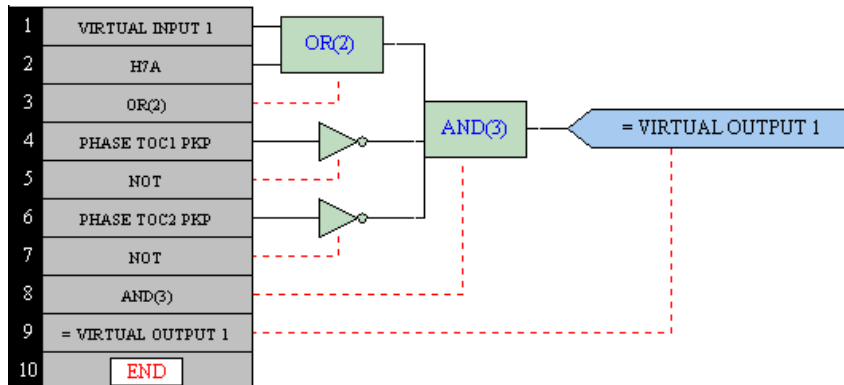 1 VIRTUAL INPUT 1
2 H7A
3 OR(2)
4 PHASE TOC1 PKP
5 NOT
6 PHASE TOC2 PKP
7 NOT
8 AND(3)
9 = VIRTUAL OUTPUT 1
10 END
OR(2)
AND(3)
= VIRTUAL OUTPUT 1